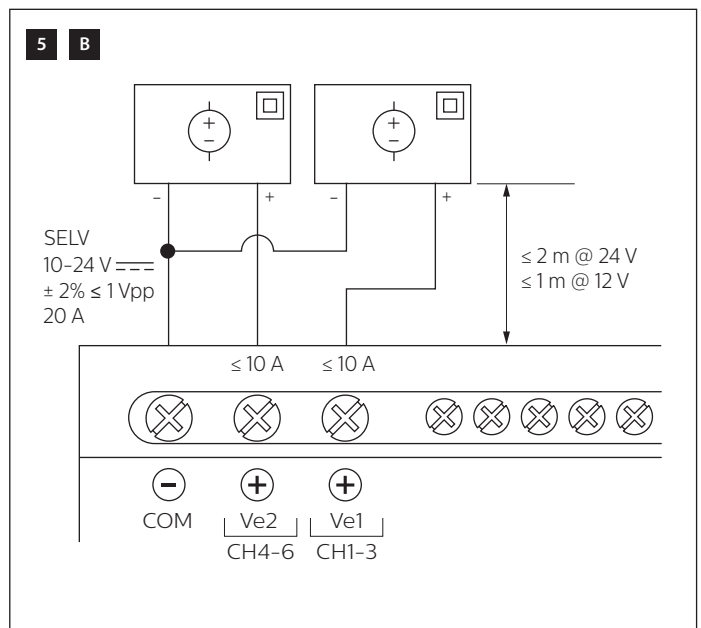 5 B
+
−
+
−
− + − +
SELV
10-24 V
± 2% ≤ 1 Vpp
20 A
≤ 2 m @ 24 V
≤ 1 m @ 12 V
≤ 10 A ≤ 10 A
− + +
COM Ve2 Ve1
CH4-6 CH1-3